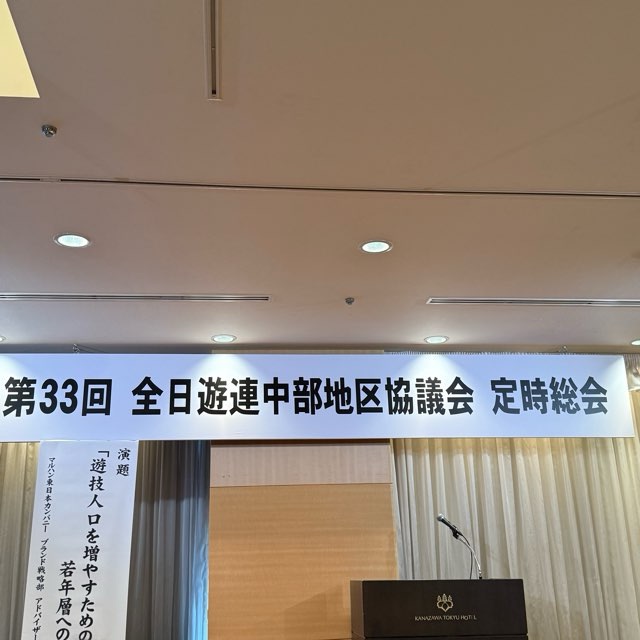 第33回 全日遊連中部地区協議会 定時総会
演題
「遊技人口を増やすための
若年層への
マルハン東日本カンパニー ブランド戦略部 アドバイザー
KANAZAWA TOKYU HOTEL